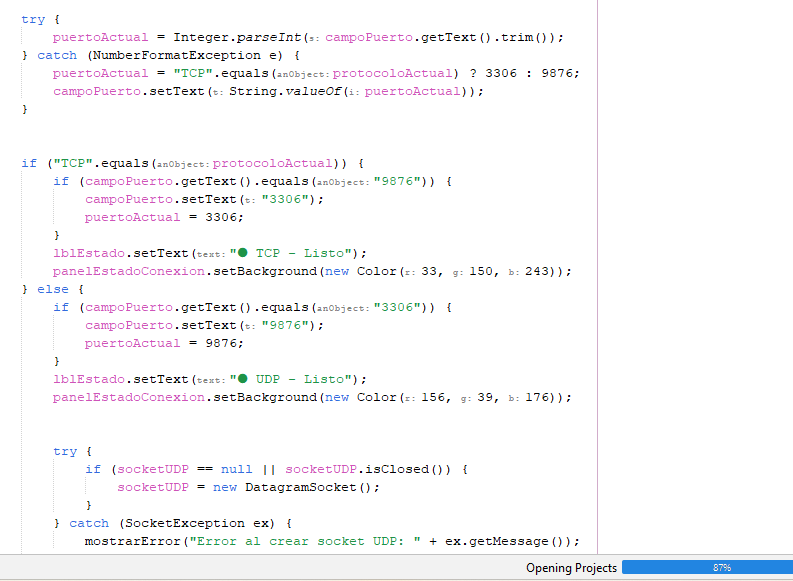 try {
    puertoActual = Integer.parseInt(s: campoPuerto.getText().trim());
} catch (NumberFormatException e) {
    puertoActual = "TCP".equals(anObject: protocoloActual) ? 3306 : 9876;
    campoPuerto.setText(t: String.valueOf(i: puertoActual));
}
if ("TCP".equals(anObject: protocoloActual)) {
    if (campoPuerto.getText().equals(anObject: "9876")) {
        campoPuerto.setText(t: "3306");
        puertoActual = 3306;
    }
    lblEstado.setText(text: "● TCP - Listo");
    panelEstadoConexion.setBackground(new Color(r: 33, g: 150, b: 243));
} else {
    if (campoPuerto.getText().equals(anObject: "3306")) {
        campoPuerto.setText(t: "9876");
        puertoActual = 9876;
    }
    lblEstado.setText(text: "● UDP - Listo");
    panelEstadoConexion.setBackground(new Color(r: 156, g: 39, b: 176));
    try {
        if (socketUDP == null || socketUDP.isClosed()) {
            socketUDP = new DatagramSocket();
        }
    } catch (SocketException ex) {
        mostrarError("Error al crear socket UDP: " + ex.getMessage());
Opening Projects 87%